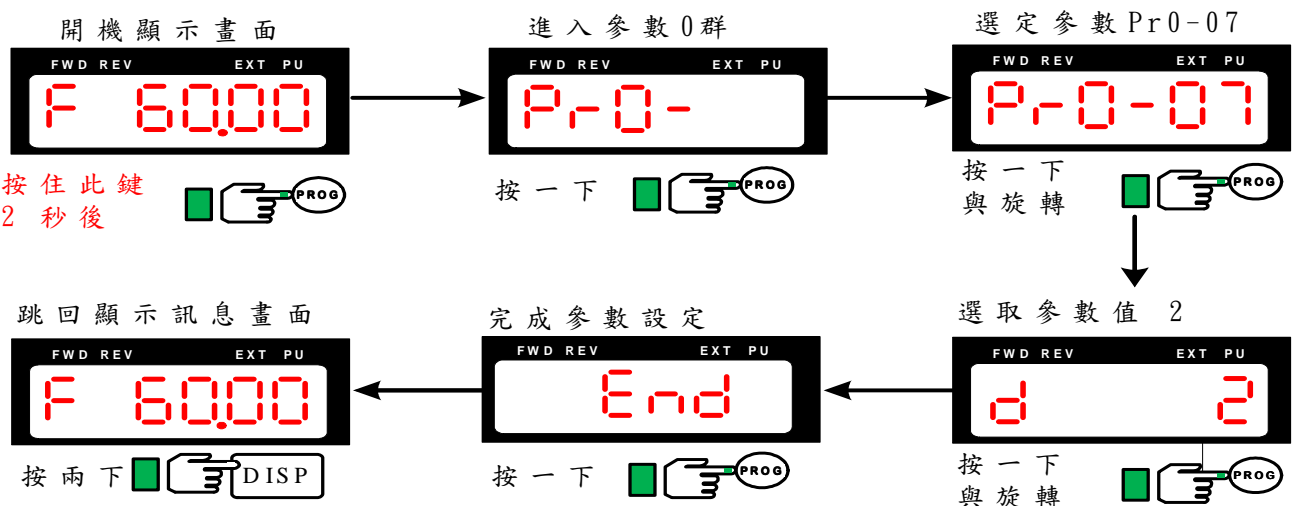 開機顯示畫面
FWD REV EXT PU
F 60.00
按住此鍵
2 秒後
PROG
進入參數0群
FWD REV EXT PU
Pr0-
按一下
PROG
選定參數Pr0-07
FWD REV EXT PU
Pr0-07
按一下
與旋轉
PROG
選取參數值 2
FWD REV EXT PU
d 2
按一下
與旋轉
PROG
完成參數設定
FWD REV EXT PU
End
按一下
PROG
跳回顯示訊息畫面
FWD REV EXT PU
F 60.00
按兩下
DISP